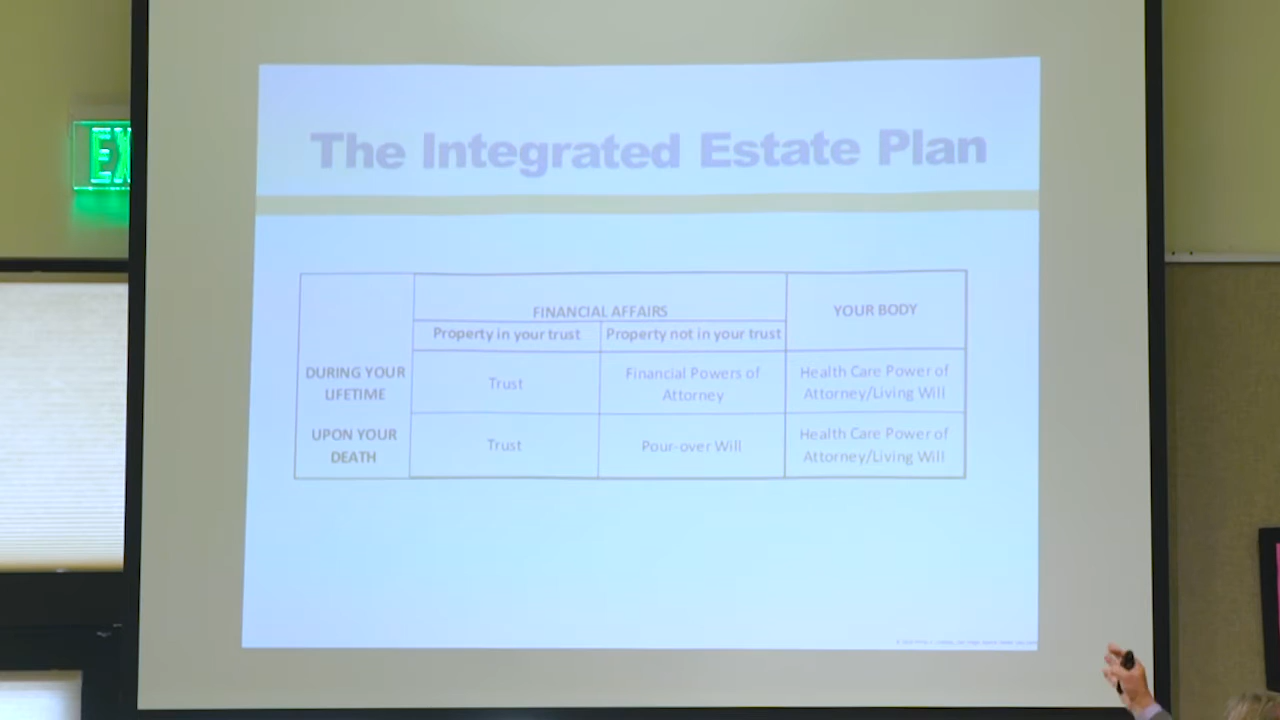 EX
The Integrated Estate Plan
FINANCIAL AFFAIRS
YOUR BODY
Property in your trust
Property not in your trust
DURING YOUR
LIFETIME
Trust
Financial Powers of
Attorney
Health Care Power of
Attorney/Living Will
UPON YOUR
DEATH
Trust
Pour-over Will
Health Care Power of
Attorney/Living Will